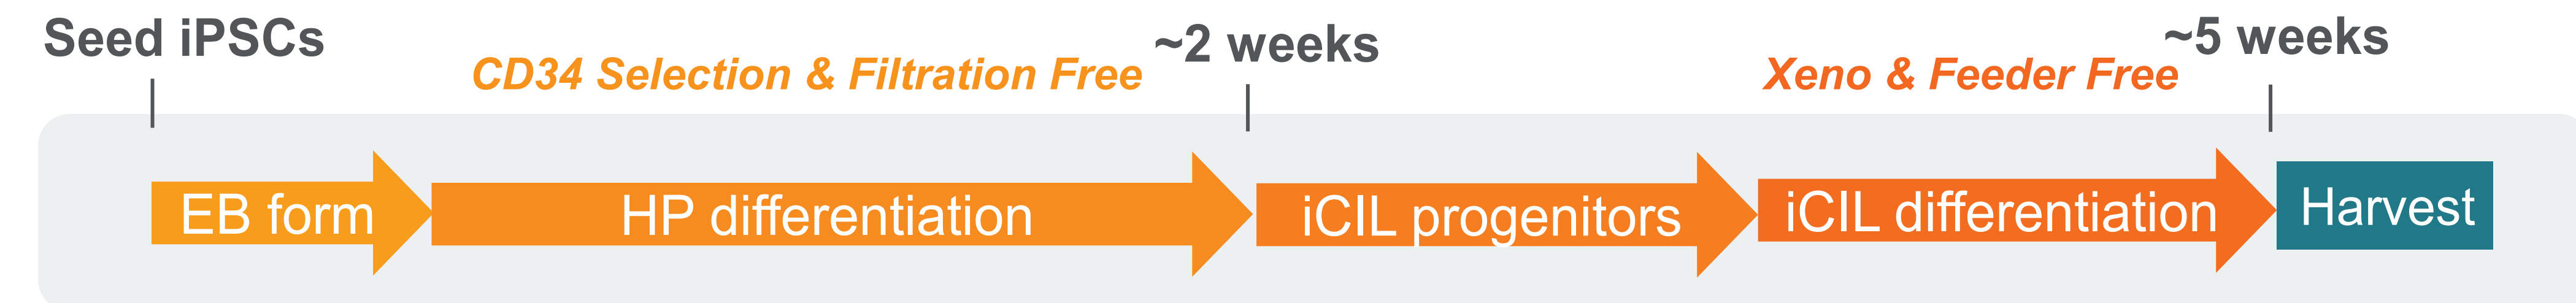 Seed iPSCs
CD34 Selection & Filtration Free
~2 weeks
Xeno & Feeder Free
~5 weeks
EB form
HP differentiation
iCIL progenitors
iCIL differentiation
Harvest